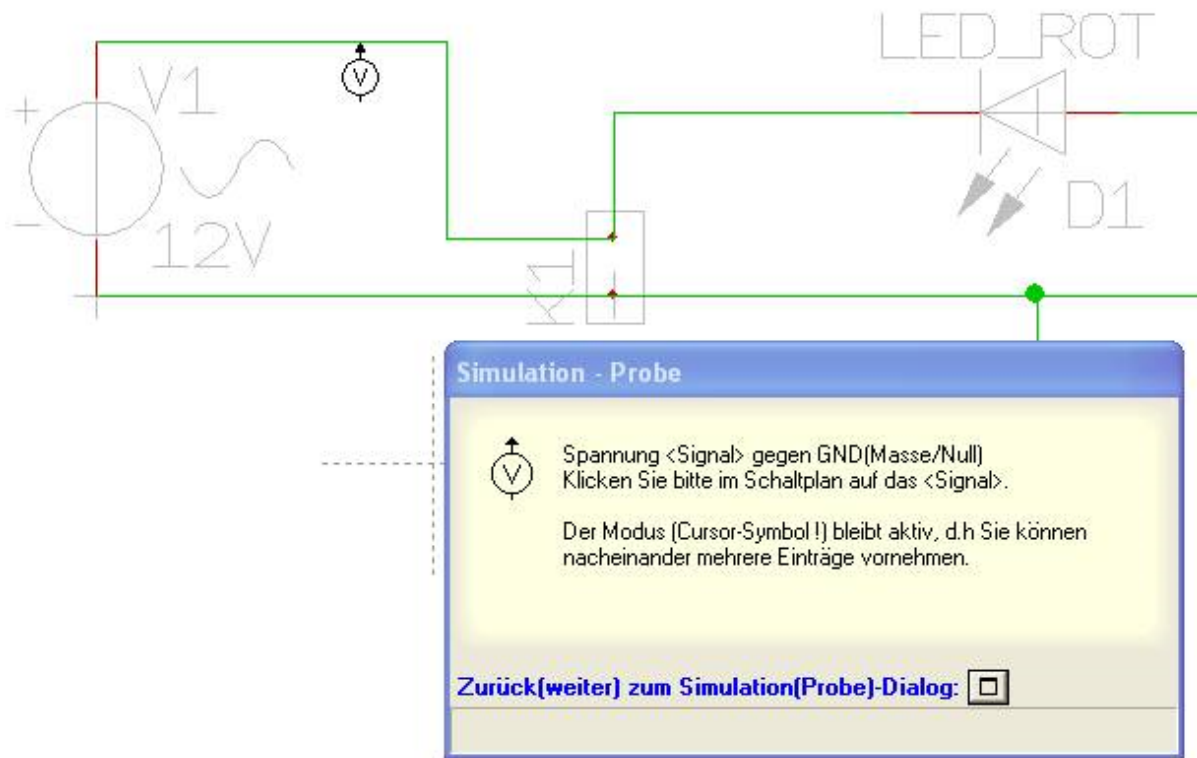 LED_ROT
V
V1
+
-
12V
K1
D1
Simulation - Probe
V
Spannung <Signal> gegen GND(Masse/Null)
Klicken Sie bitte im Schaltplan auf das <Signal>.
Der Modus (Cursor-Symbol !) bleibt aktiv, d.h Sie können
nacheinander mehrere Einträge vornehmen.
Zurück(weiter) zum Simulation(Probe)-Dialog: